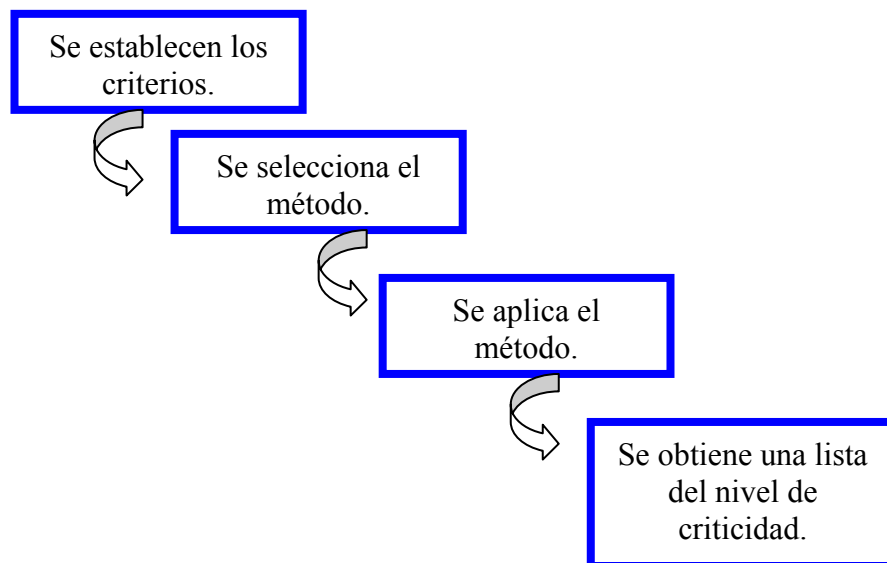 Se establecen los
criterios.
Se selecciona el
método.
Se aplica el
método.
Se obtiene una lista
del nivel de
criticidad.